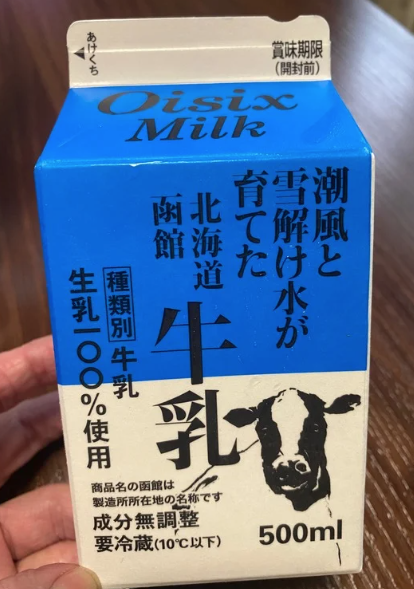 あけくち
賞味期限
(開封前)
Oisix
Milk
潮風と
雪解け水が
育てた
北海道
函館
牛乳
種類別 牛乳
生乳一〇〇%使用
商品名の函館は
製造所所在地の名称です
成分無調整
要冷蔵(10℃以下)
500ml